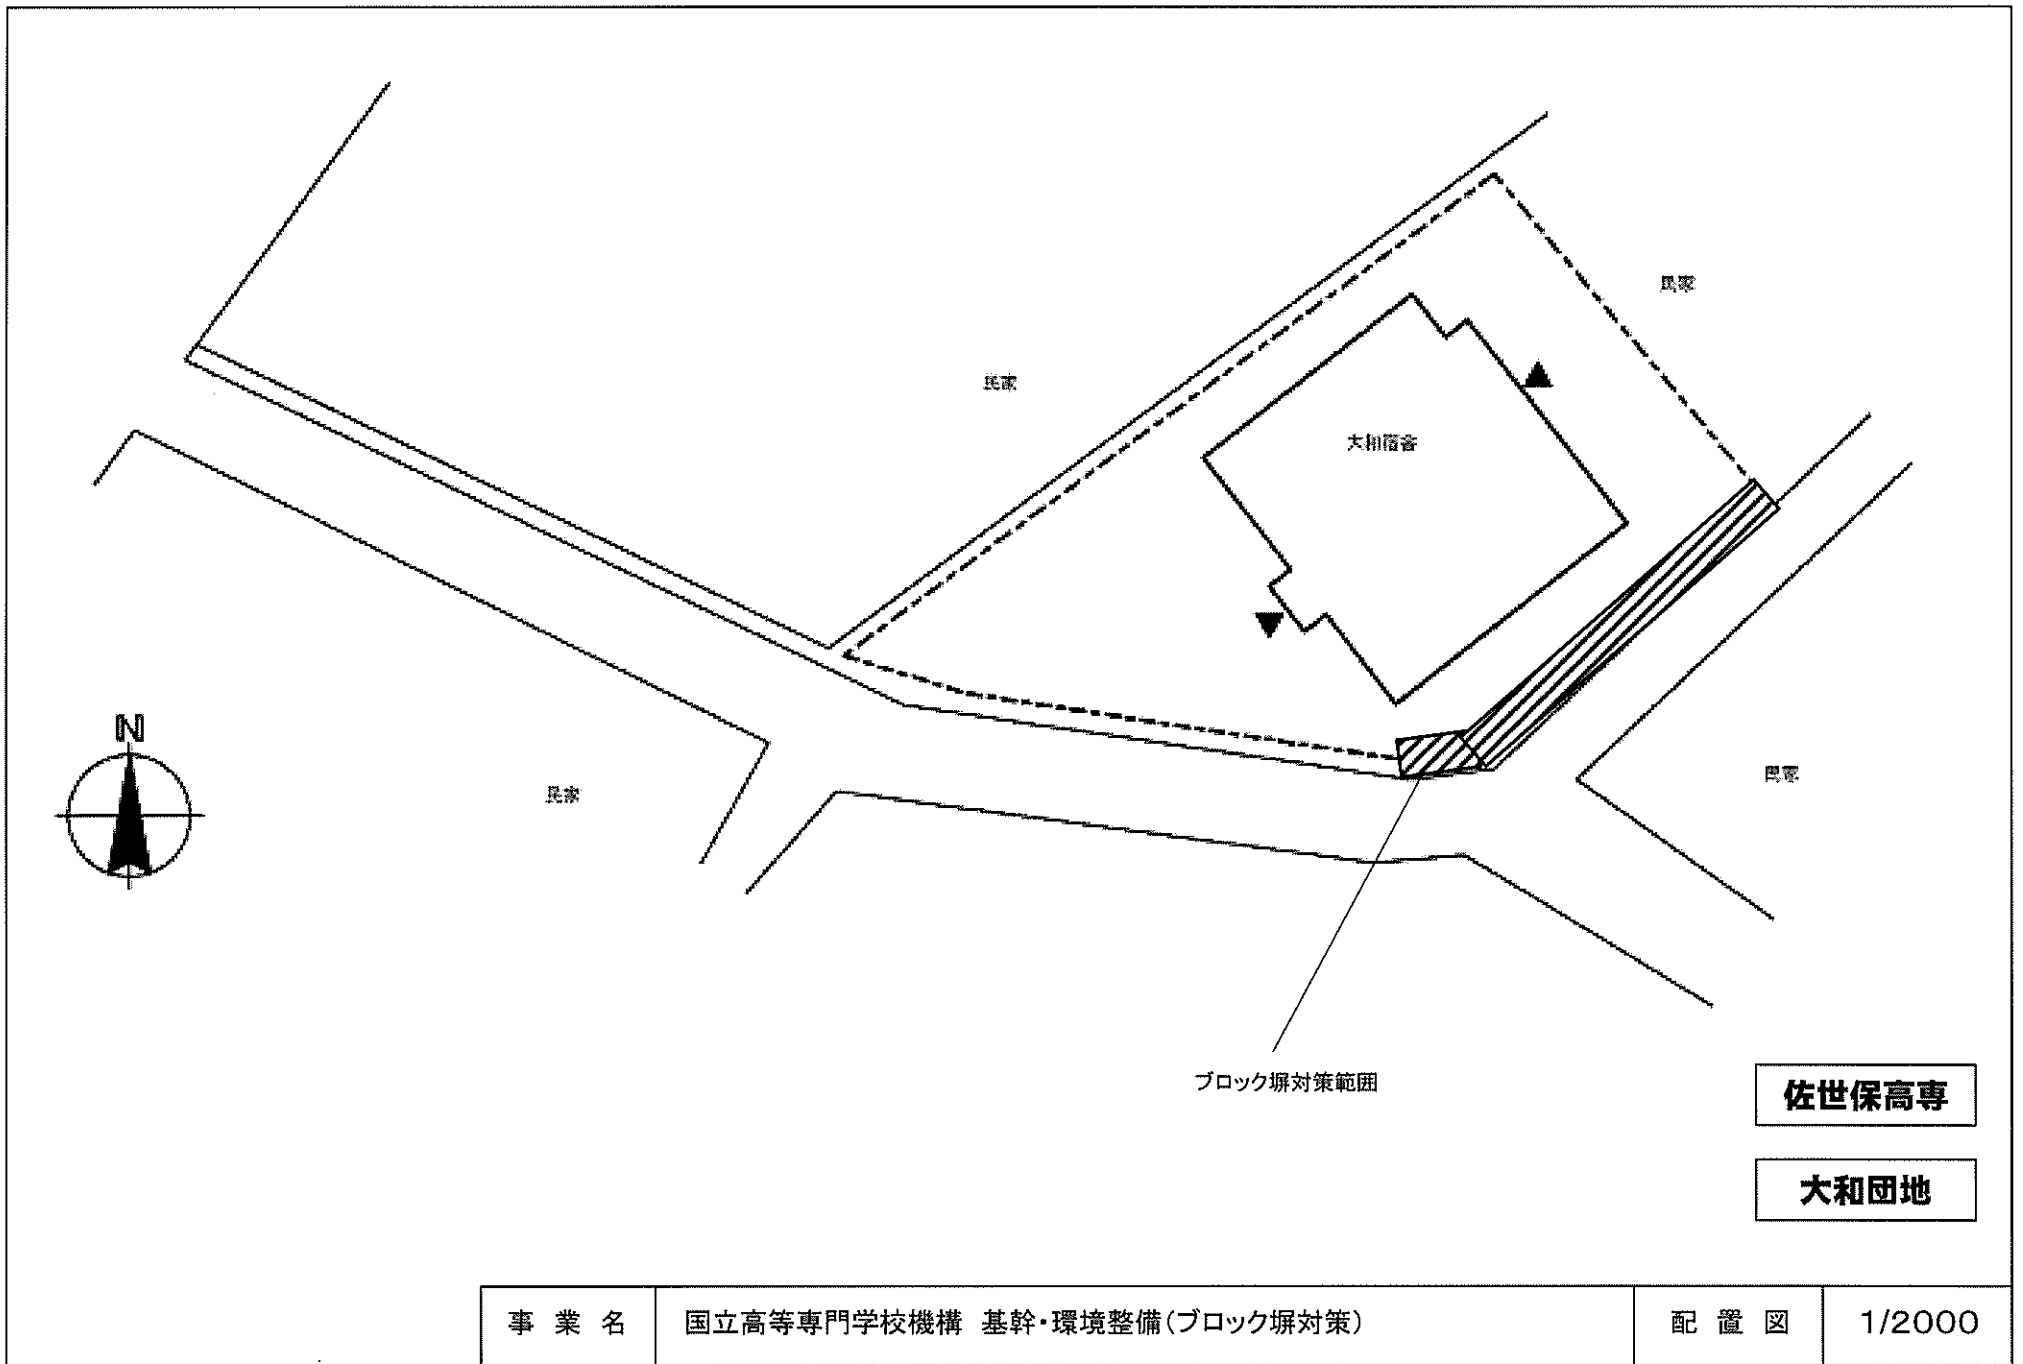 民家
民家
大和宿舎
N
民家
民家
ブロック塀対策範囲
佐世保高専
大和団地
事業名
国立高等専門学校機構 基幹・環境整備(ブロック塀対策)
配置図
1/2000